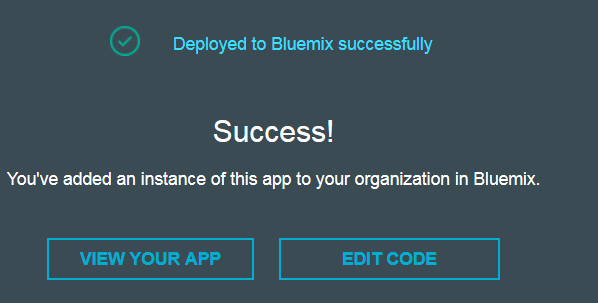 Deployed to Bluemix successfully
Success!
You've added an instance of this app to your organization in Bluemix.
VIEW YOUR APP
EDIT CODE